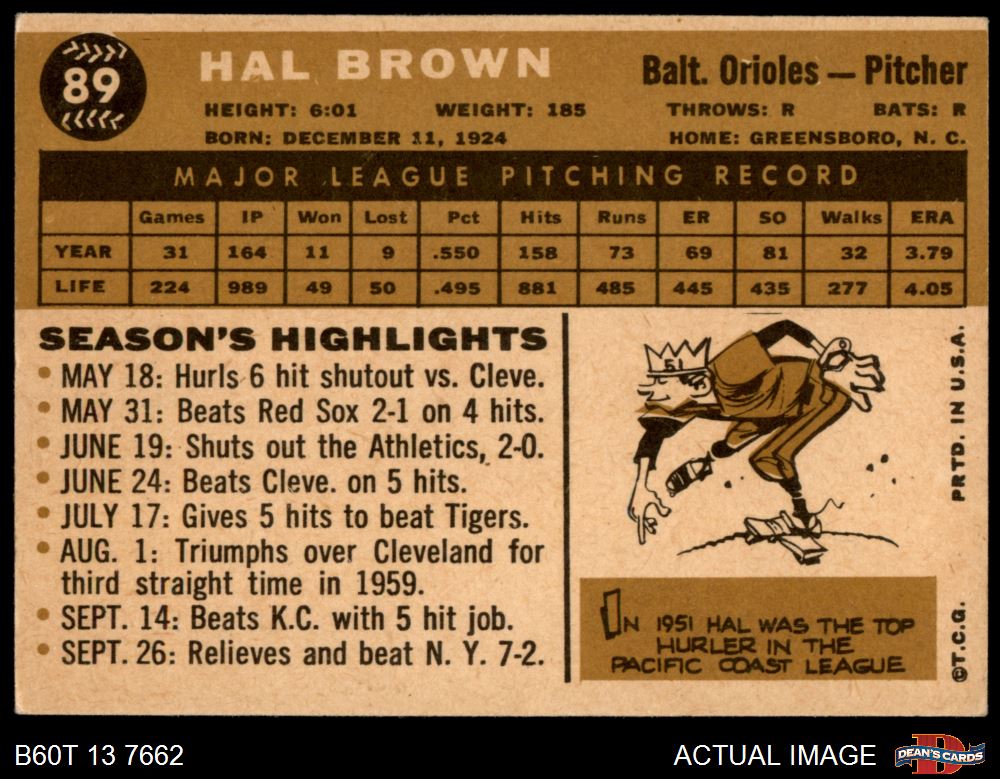 89
HAL BROWN
Balt. Orioles — Pitcher
HEIGHT: 6:01 WEIGHT: 185 THROWS: R BATS: R
BORN: DECEMBER 11, 1924 HOME: GREENSBORO, N. C.
MAJOR LEAGUE PITCHING RECORD
Games IP Won Lost Pct Hits Runs ER SO Walks ERA
YEAR 31 164 11 9 .550 158 73 69 81 32 3.79
LIFE 224 989 49 50 .495 881 485 445 435 277 4.05
SEASON'S HIGHLIGHTS
• MAY 18: Hurls 6 hit shutout vs. Cleve.
• MAY 31: Beats Red Sox 2-1 on 4 hits.
• JUNE 19: Shuts out the Athletics, 2-0.
• JUNE 24: Beats Cleve. on 5 hits.
• JULY 17: Gives 5 hits to beat Tigers.
• AUG. 1: Triumphs over Cleveland for
third straight time in 1959.
• SEPT. 14: Beats K.C. with 5 hit job.
• SEPT. 26: Relieves and beat N. Y. 7-2.
51
IN 1951 HAL WAS THE TOP
HURLER IN THE
PACIFIC COAST LEAGUE
©T.C.G. PRTD. IN U.S.A.
B60T 13 7662
ACTUAL IMAGE
D
DEAN'S CARDS